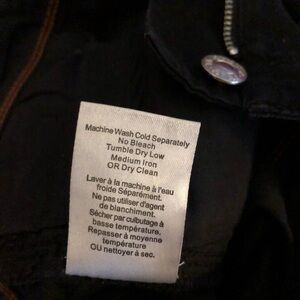 Machine Wash Cold Separately
No Bleach
Tumble Dry Low
Medium Iron
OR Dry Clean
Laver à la machine à l'eau
froide Séparément.
Ne pas utiliser d'agent
de blanchiment.
Sécher par culbutage à
basse température.
Repasser à moyenne
température
OU nettoyer à sec.